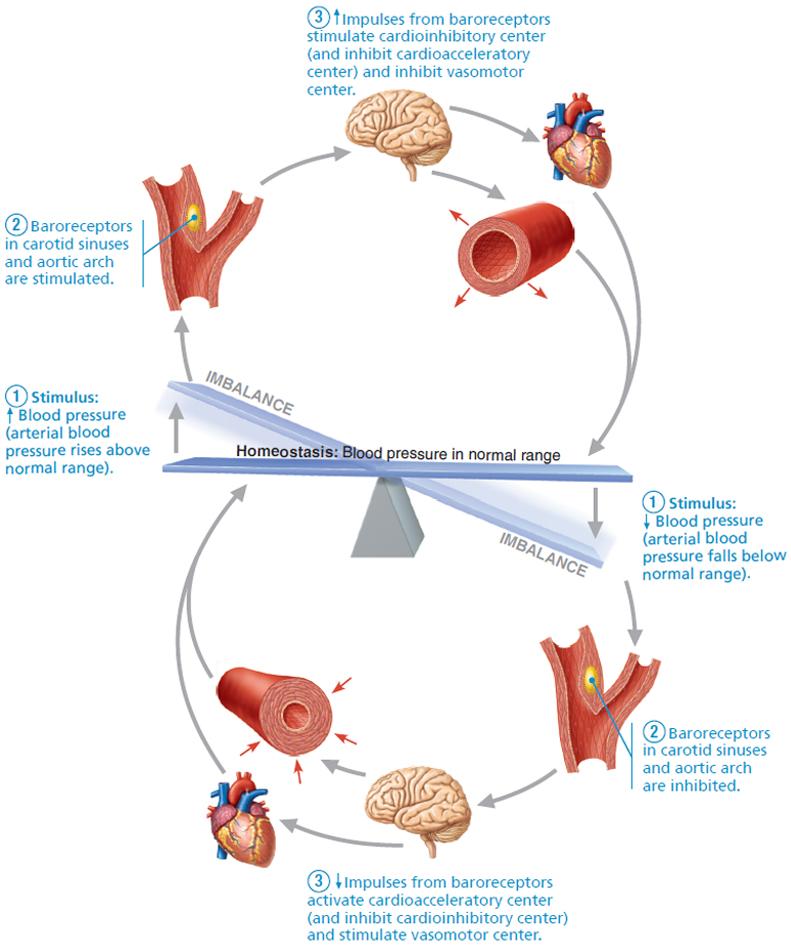 ③ ↑Impulses from baroreceptors
stimulate cardioinhibitory center
(and inhibit cardioacceleratory
center) and inhibit vasomotor
center.
② Baroreceptors
in carotid sinuses
and aortic arch
are stimulated.
① Stimulus:
↑ Blood pressure
(arterial blood
pressure rises above
normal range).
IMBALANCE
Homeostasis: Blood pressure in normal range
IMBALANCE
① Stimulus:
↓ Blood pressure
(arterial blood
pressure falls below
normal range).
② Baroreceptors
in carotid sinuses
and aortic arch
are inhibited.
③ ↓Impulses from baroreceptors
activate cardioacceleratory center
(and inhibit cardioinhibitory center)
and stimulate vasomotor center.